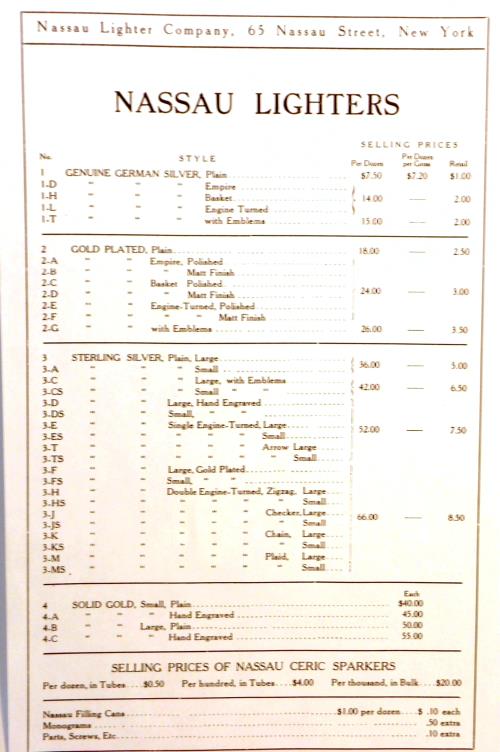 Nassau Lighter Company, 65 Nassau Street, New York
NASSAU LIGHTERS
SELLING PRICES
No. STYLE Per Dozen Per Dozen per Gross Retail
1 GENUINE GERMAN SILVER, Plain $7.50 $7.20 $1.00
1-D " " " Empire
1-H " " " Basket 14.00 — 2.00
1-L " " " Engine Turned
1-T " " " with Emblems 15.00 — 2.00
2 GOLD PLATED, Plain 18.00 — 2.50
2-A " " Empire, Polished
2-B " " " Matt Finish
2-C " " Basket Polished
2-D " " " Matt Finish 24.00 — 3.00
2-E " " Engine-Turned, Polished
2-F " " " " Matt Finish
2-G " " with Emblems 26.00 — 3.50
3 STERLING SILVER, Plain, Large
3-A " " " Small 36.00 — 5.00
3-C " " " Large, with Emblems
3-CS " " " Small " " 42.00 — 6.50
3-D " " Large, Hand Engraved
3-DS " " Small, " "
3-E " " Single Engine-Turned, Large
3-ES " " " " " Small 52.00 — 7.50
3-T " " " " " Arrow Large
3-TS " " " " " " Small
3-F " " Large, Gold Plated
3-FS " " Small, " "
3-H " " Double Engine-Turned, Zigzag, Large
3-HS " " " " " " Small
3-J " " " " " Checker, Large
3-JS " " " " " " Small 66.00 — 8.50
3-K " " " " " Chain, Large
3-KS " " " " " " Small
3-M " " " " " Plaid, Large
3-MS " " " " " " Small
Each
4 SOLID GOLD, Small, Plain $40.00
4-A " " " Hand Engraved 45.00
4-B " " Large, Plain 50.00
4-C " " " Hand Engraved 55.00
SELLING PRICES OF NASSAU CERIC SPARKERS
Per dozen, in Tubes....$0.50 Per hundred, in Tubes....$4.00 Per thousand, in Bulk....$20.00
Nassau Filling Cans $1.00 per dozen $ .10 each
Monograms .50 extra
Parts, Screws, Etc. .10 extra